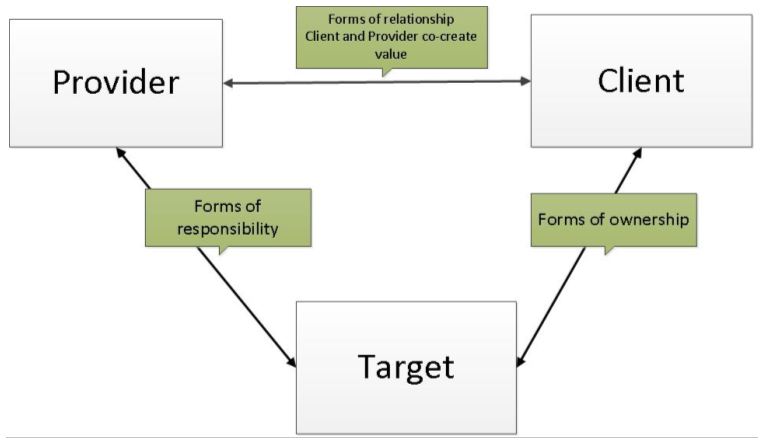 Forms of relationship
Client and Provider co-create
value
Provider
Client
Forms of
responsibility
Forms of ownership
Target